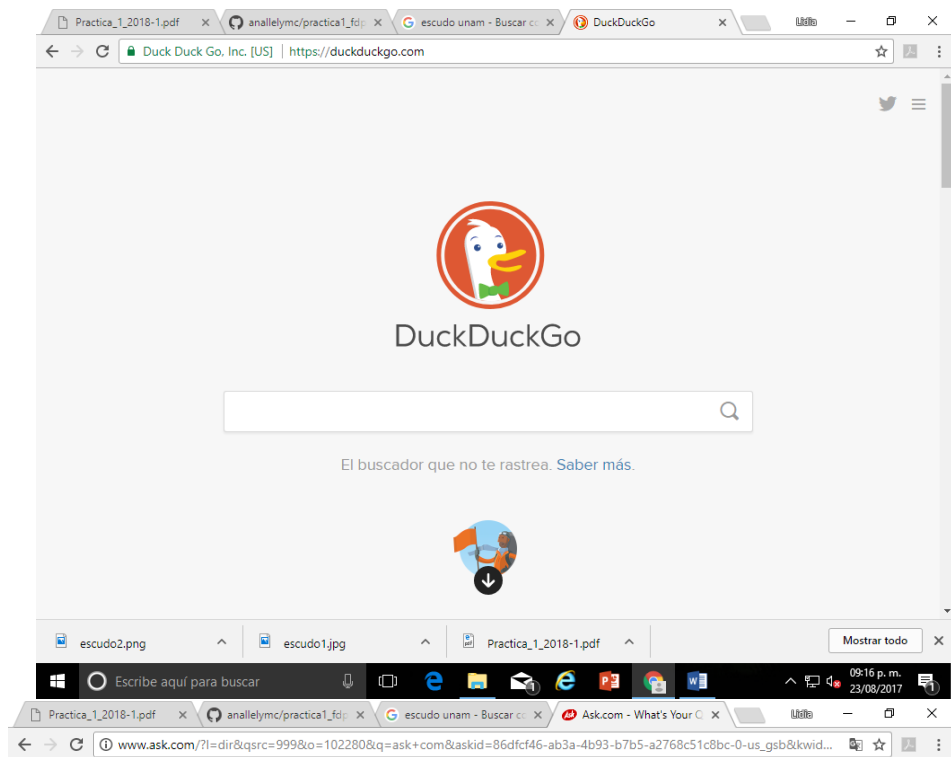 Practica_1_2018-1.pdf anallelymc/practica1_fdp escudo unam - Buscar co DuckDuckGo Lidia
Duck Duck Go, Inc. [US] https://duckduckgo.com
DuckDuckGo
El buscador que no te rastrea. Saber más.
escudo2.png escudo1.jpg Practica_1_2018-1.pdf Mostrar todo
Escribe aquí para buscar 09:16 p. m.
23/08/2017
Practica_1_2018-1.pdf anallelymc/practica1_fdp escudo unam - Buscar co Ask.com - What's Your Q Lidia
www.ask.com/?l=dir&qsrc=999&o=102280&q=ask+com&askid=86dfcf46-ab3a-4b93-b7b5-a2768c51c8bc-0-us_gsb&kwid...